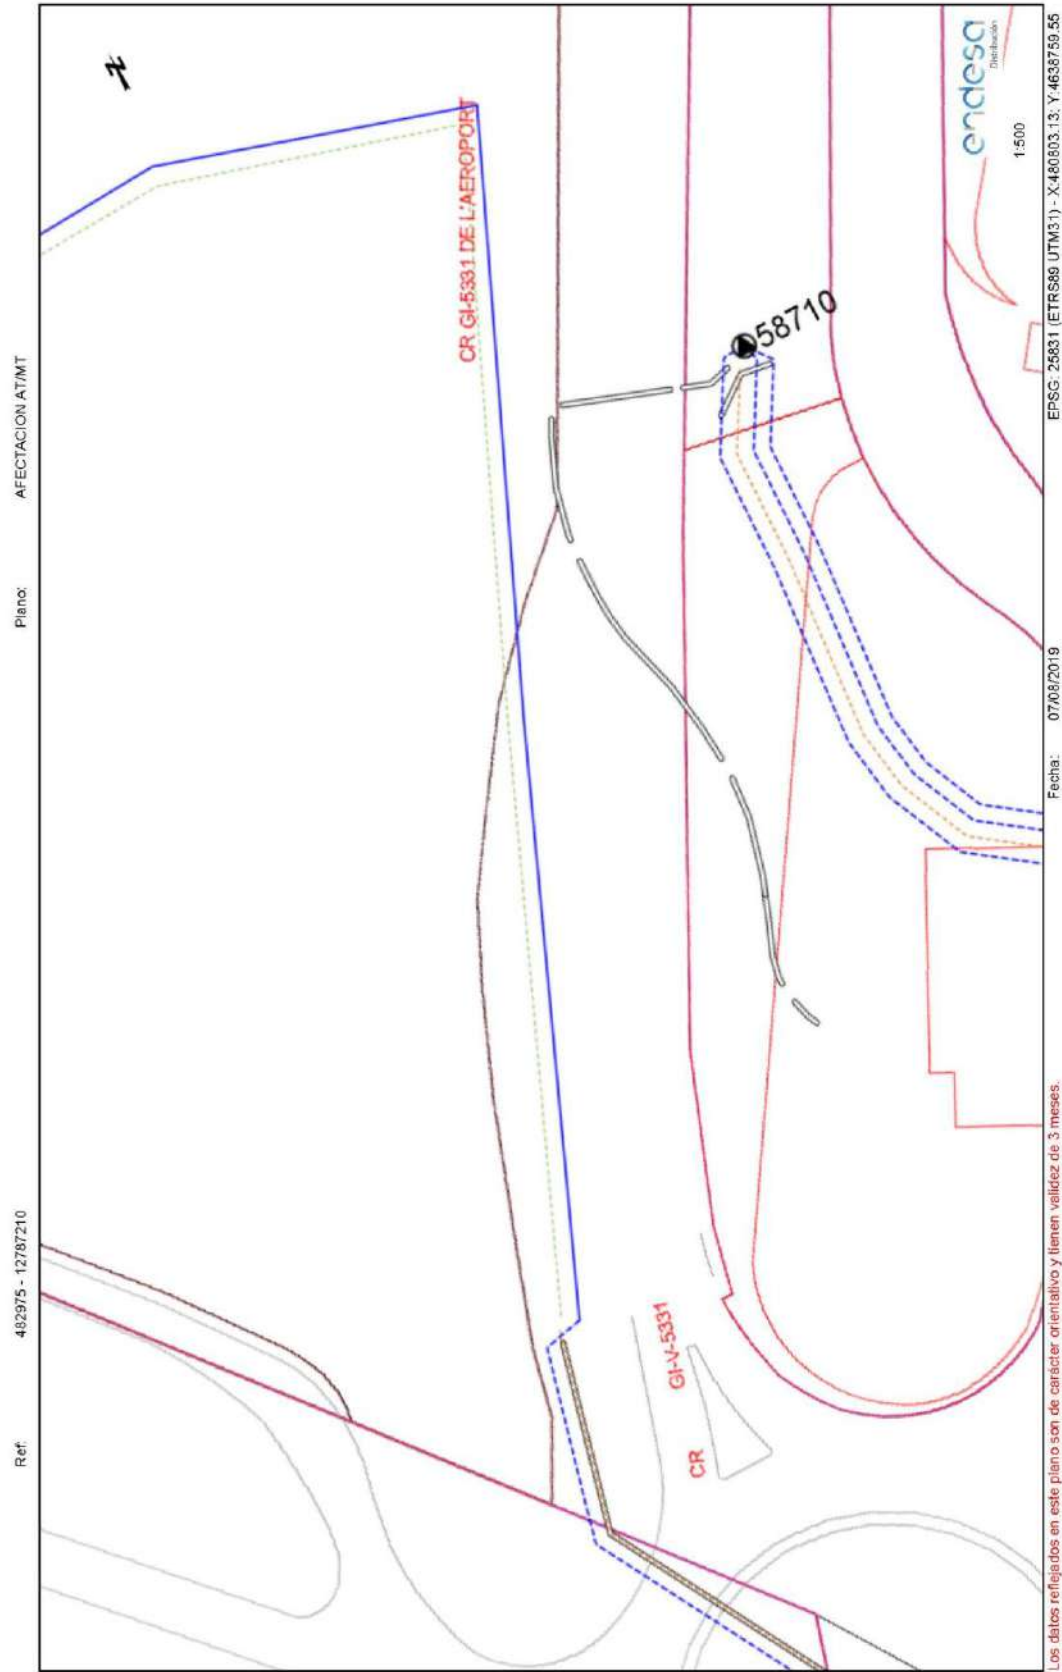 Ref: 482975 - 12787210 Plano: AFECTACION AT/MT
N
CR GI-5331 DE L'AEROPORT
58710
CR GI-V-5331
endesa
Distribución
1:500
Los datos reflejados en este plano son de carácter orientativo y tienen validez de 3 meses. Fecha: 07/08/2019 EPSG: 25831 (ETRS89 UTM31) - X:480803.13; Y:4638759.55